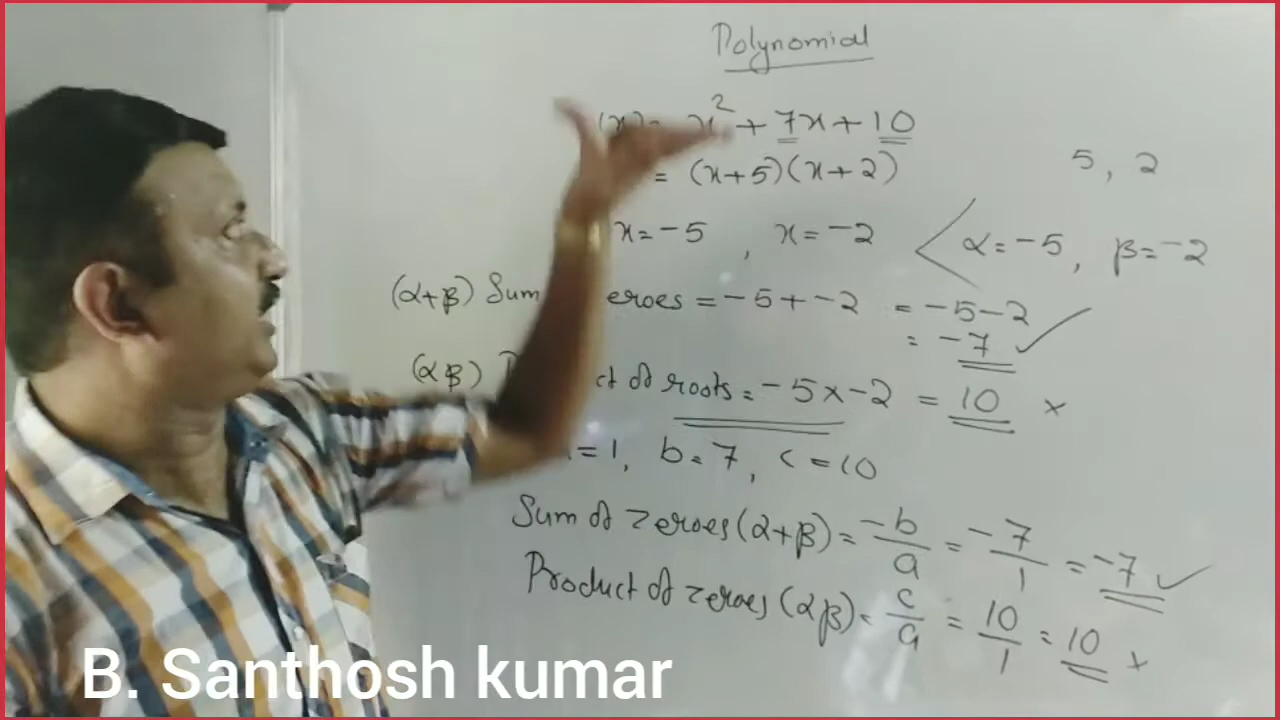 Polynomial
(x) = x² + 7x + 10
= (x+5)(x+2)
5, 2
x = -5 , x = -2
α = -5 , β = -2
(α+β) Sum eroes = -5 + -2 = -5-2
= -7 ✓
(αβ) ct of roots = -5 x -2 = 10 ×
=1, b=7, c=10
Sum of zeroes (α+β) = -b/a = -7/1 = -7 ✓
Product of zeroes (αβ) = c/a = 10/1 = 10 ×
B. Santhosh kumar